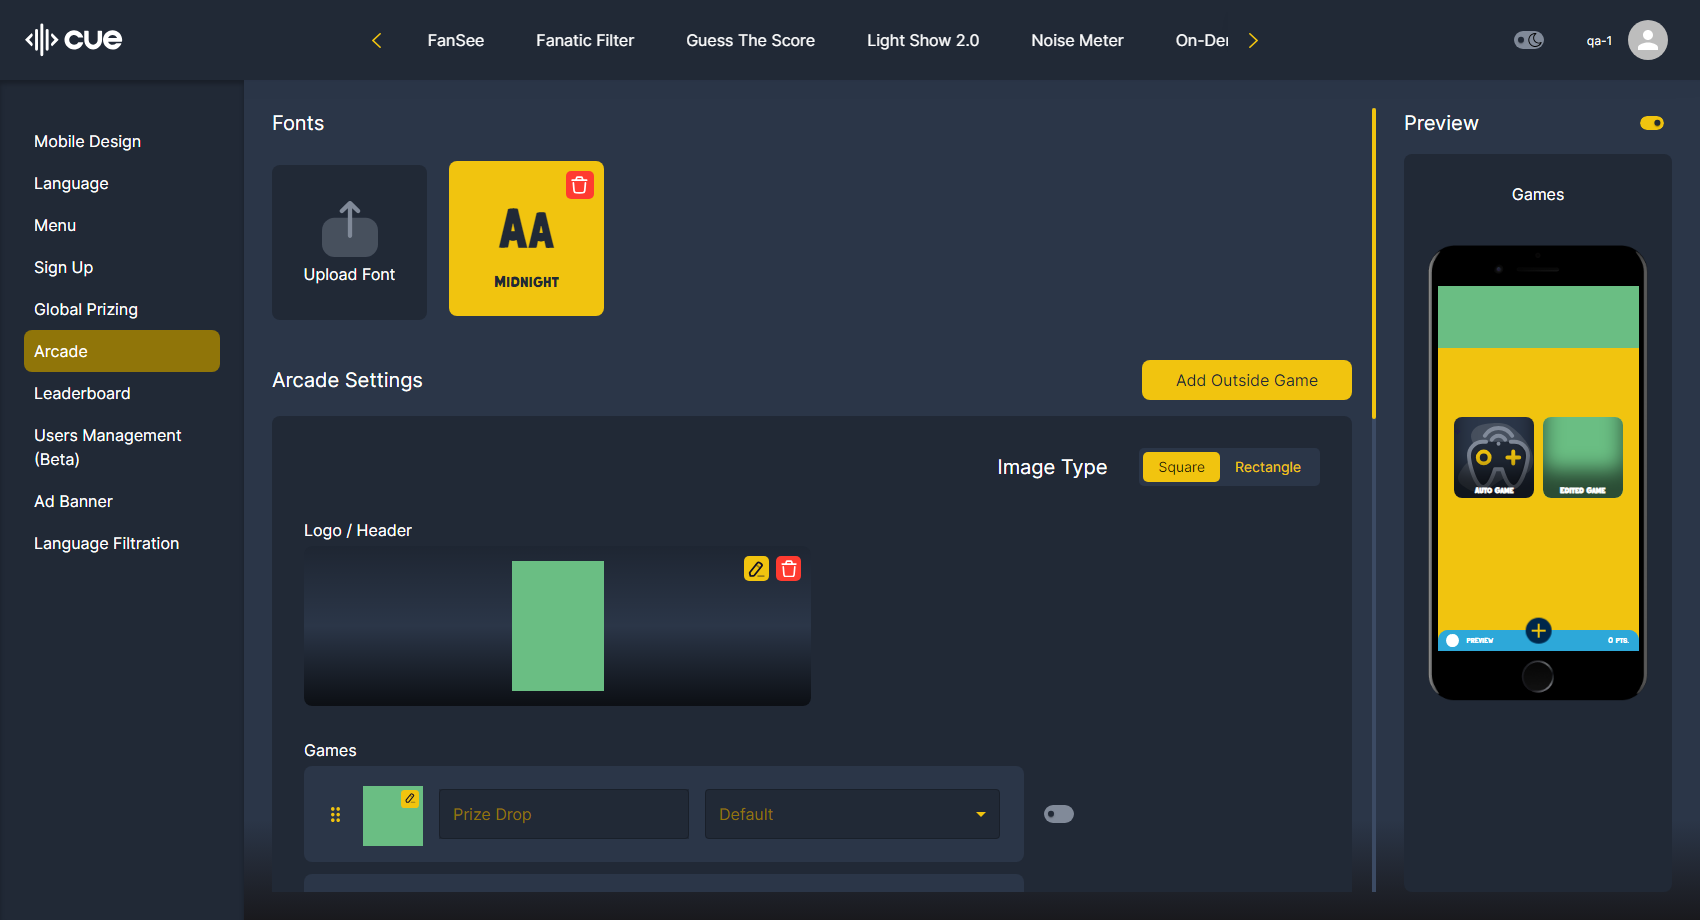 cue
FanSee
Fanatic Filter
Guess The Score
Light Show 2.0
Noise Meter
On-Der
qa-1
Mobile Design
Language
Menu
Sign Up
Global Prizing
Arcade
Leaderboard
Users Management
(Beta)
Ad Banner
Language Filtration
Fonts
Upload Font
AA
MIDNIGHT
Arcade Settings
Add Outside Game
Image Type
Square
Rectangle
Logo / Header
Games
Prize Drop
Default
Preview
Games
AUTO GAME
EDITED GAME
PREVIEW
0 PTS.